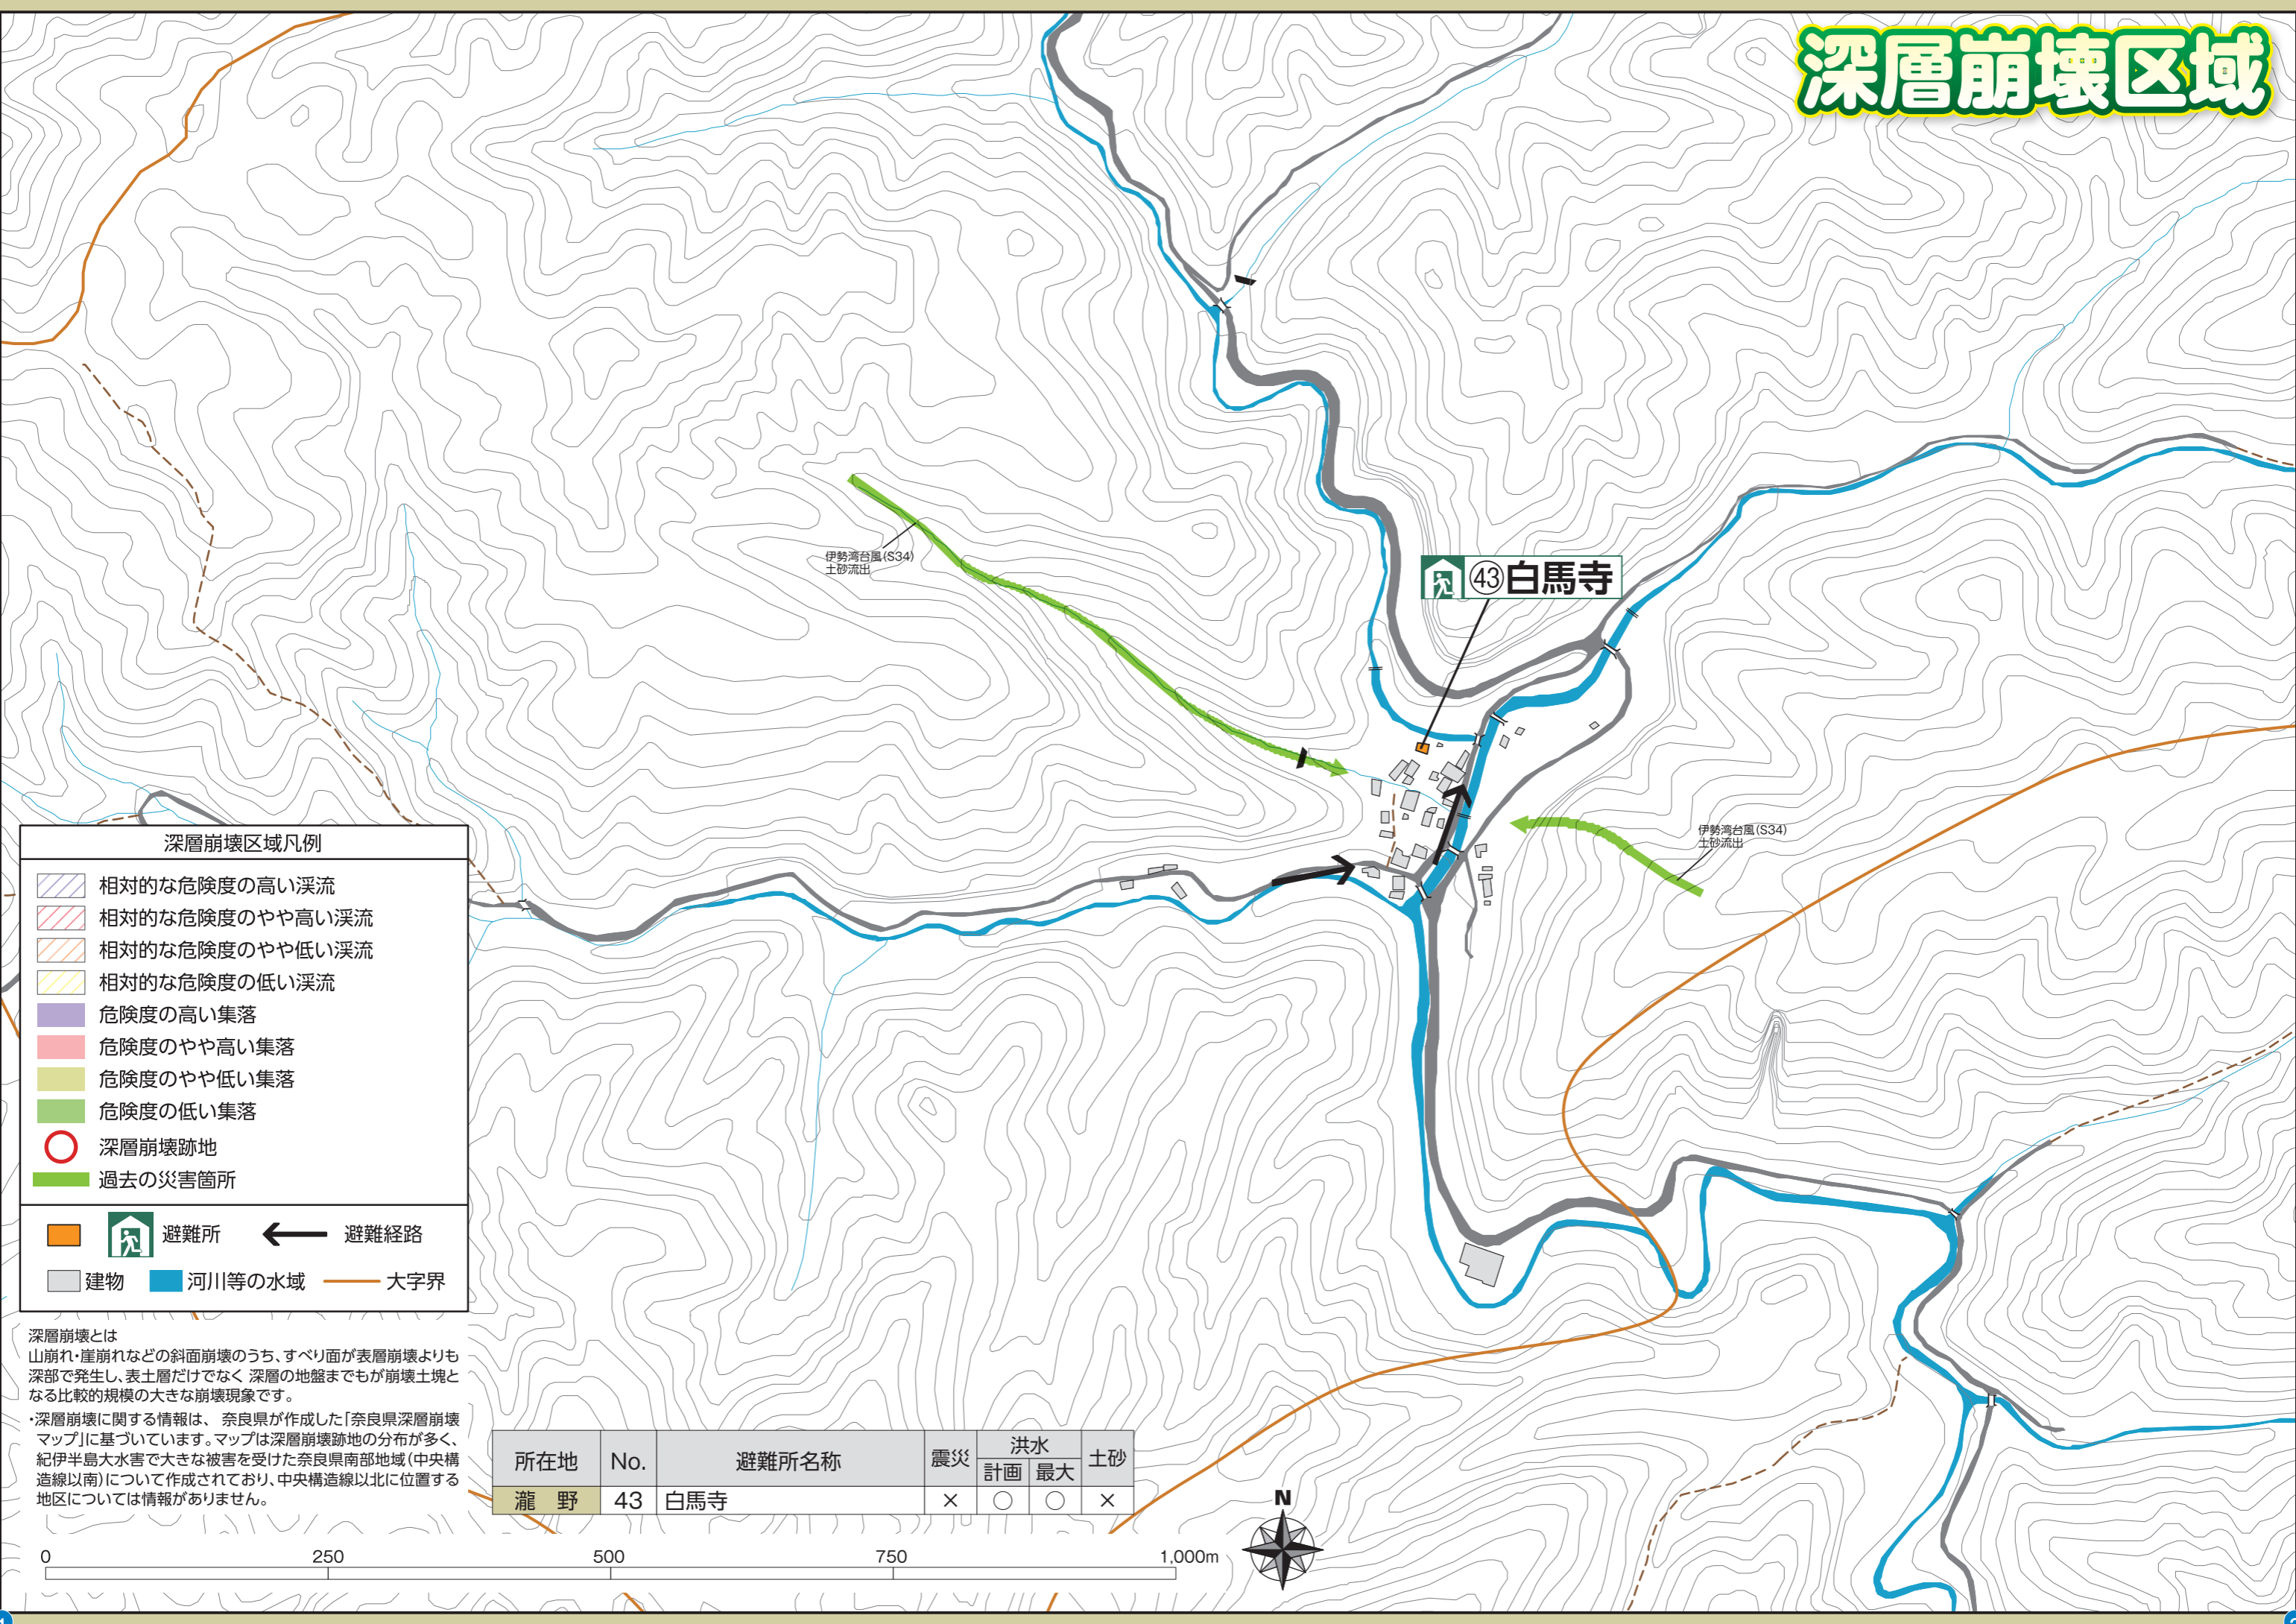 深層崩壊区域
伊勢湾台風(S34)
土砂流出
㊸白馬寺
伊勢湾台風(S34)
土砂流出
深層崩壊区域凡例
相対的な危険度の高い渓流
相対的な危険度のやや高い渓流
相対的な危険度のやや低い渓流
相対的な危険度の低い渓流
危険度の高い集落
危険度のやや高い集落
危険度のやや低い集落
危険度の低い集落
深層崩壊跡地
過去の災害箇所
避難所 避難経路
建物 河川等の水域 大字界
深層崩壊とは
山崩れ・崖崩れなどの斜面崩壊のうち、すべり面が表層崩壊よりも
深部で発生し、表土層だけでなく 深層の地盤までもが崩壊土塊と
なる比較的規模の大きな崩壊現象です。
・深層崩壊に関する情報は、 奈良県が作成した「奈良県深層崩壊
マップ」に基づいています。マップは深層崩壊跡地の分布が多く、
紀伊半島大水害で大きな被害を受けた奈良県南部地域(中央構
造線以南)について作成されており、中央構造線以北に位置する
地区については情報がありません。
所在地 No. 避難所名称 震災 洪水 土砂
計画 最大
瀧 野 43 白馬寺 × ○ ○ ×
N
0 250 500 750 1,000m